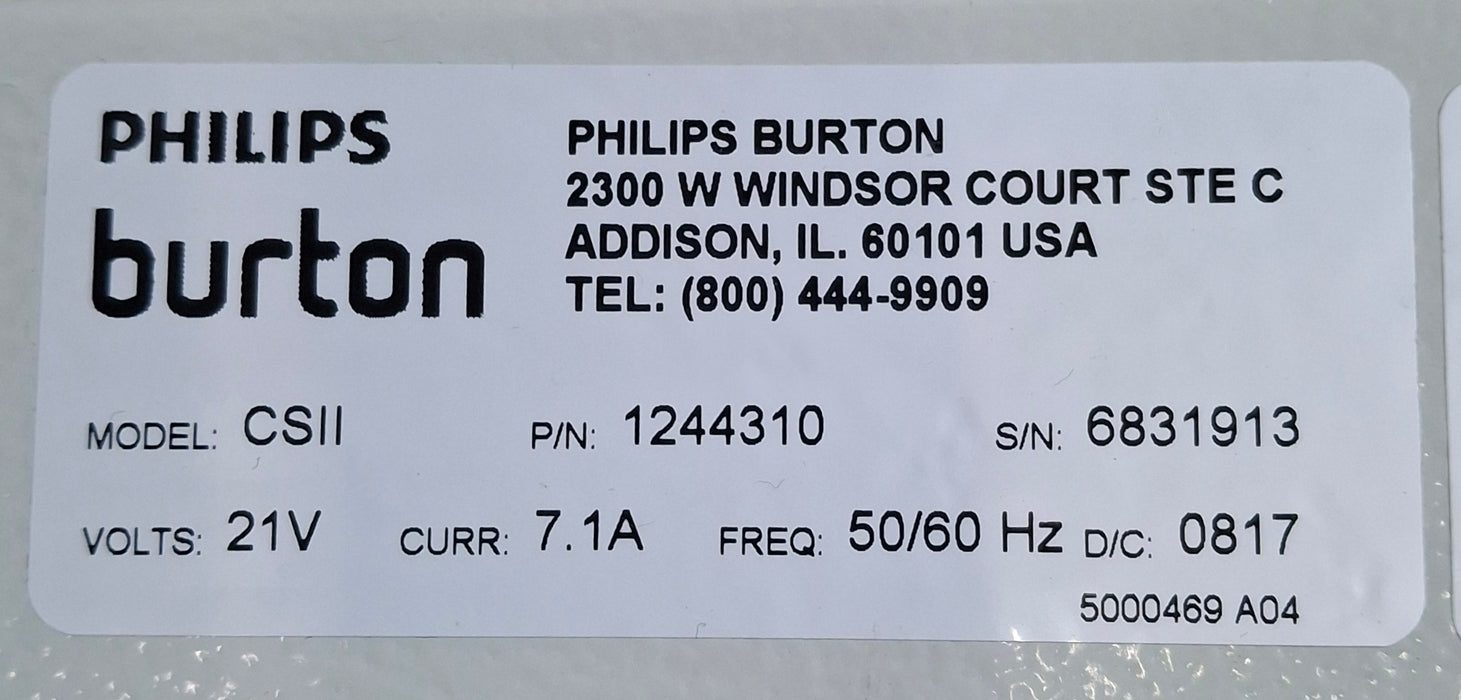 PHILIPS
burton
PHILIPS BURTON
2300 W WINDSOR COURT STE C
ADDISON, IL. 60101 USA
TEL: (800) 444-9909
MODEL: CSII P/N: 1244310 S/N: 6831913
VOLTS: 21V CURR: 7.1A FREQ: 50/60 Hz D/C: 0817
5000469 A04